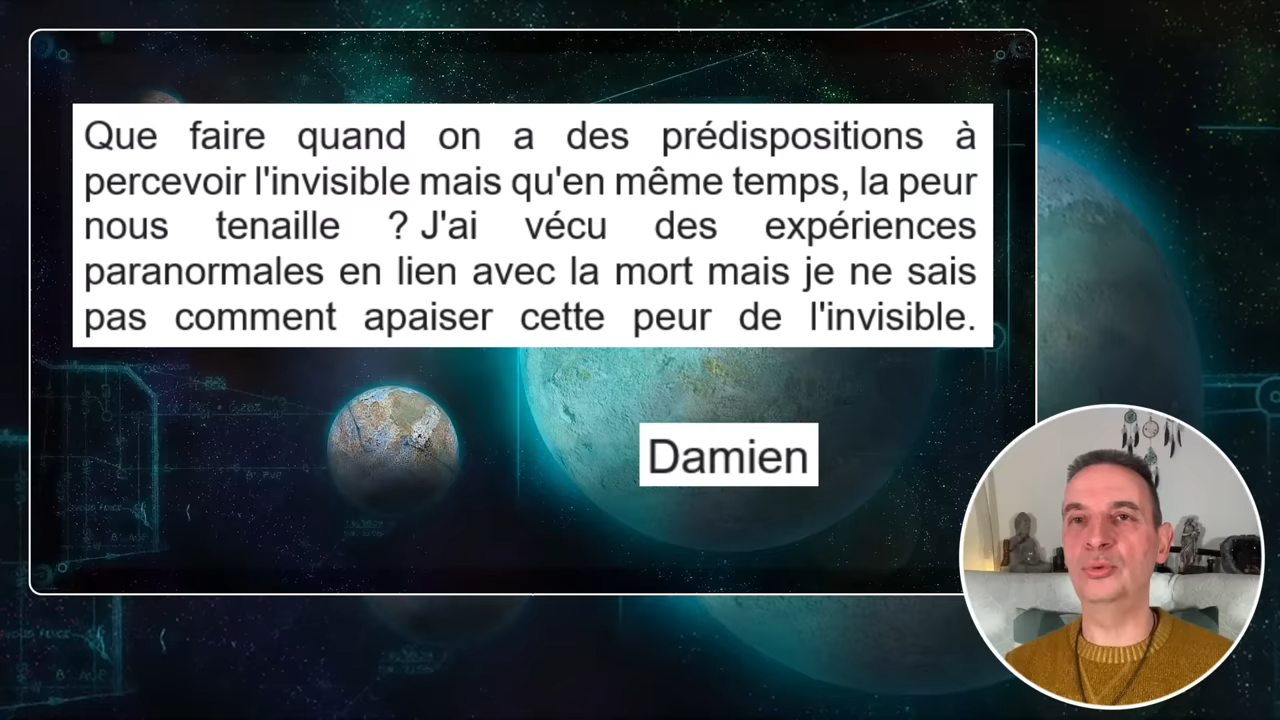 Que faire quand on a des prédispositions à
percevoir l'invisible mais qu'en même temps, la peur
nous tenaille ? J'ai vécu des expériences
paranormales en lien avec la mort mais je ne sais
pas comment apaiser cette peur de l'invisible.
Damien